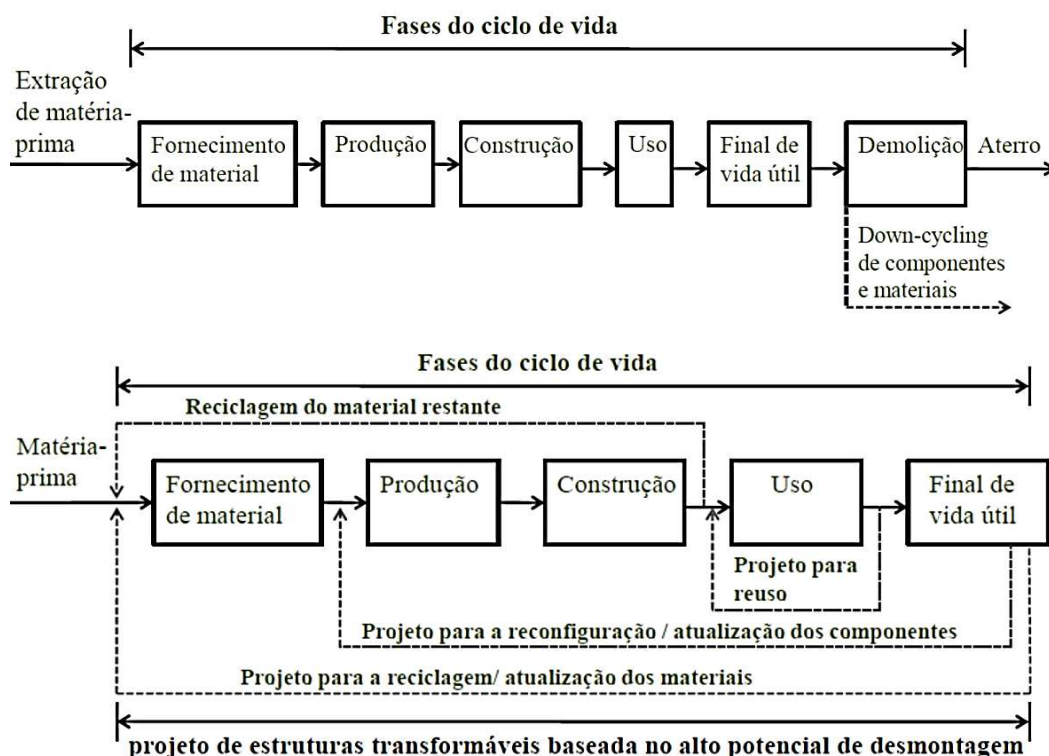 Fases do ciclo de vida
Extração
de matéria-
prima
Fornecimento
de material
Produção
Construção
Uso
Final de
vida útil
Demolição
Aterro
Down-cycling
de componentes
e materiais
Fases do ciclo de vida
Reciclagem do material restante
Matéria-
prima
Fornecimento
de material
Produção
Construção
Uso
Final de
vida útil
Projeto para
reuso
Projeto para a reconfiguração / atualização dos componentes
Projeto para a reciclagem/ atualização dos materiais
projeto de estruturas transformáveis baseada no alto potencial de desmontagem